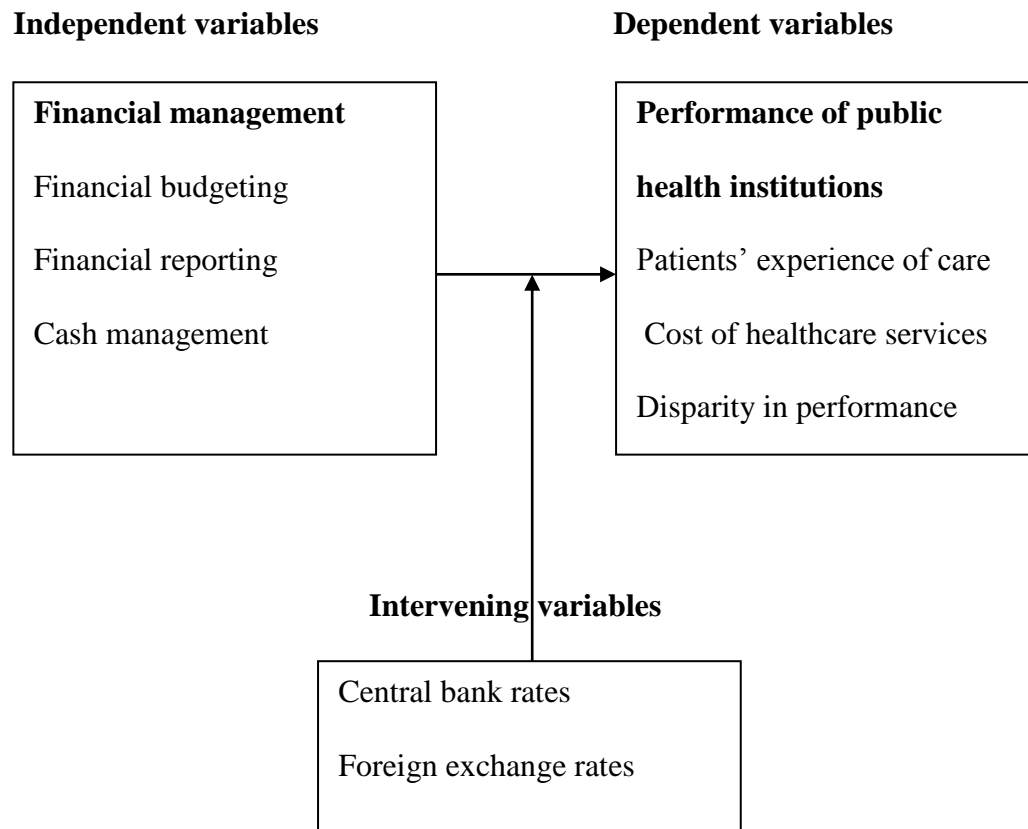 Independent variables
Dependent variables
Financial management
Financial budgeting
Financial reporting
Cash management
Performance of public
health institutions
Patients’ experience of care
Cost of healthcare services
Disparity in performance
Intervening variables
Central bank rates
Foreign exchange rates